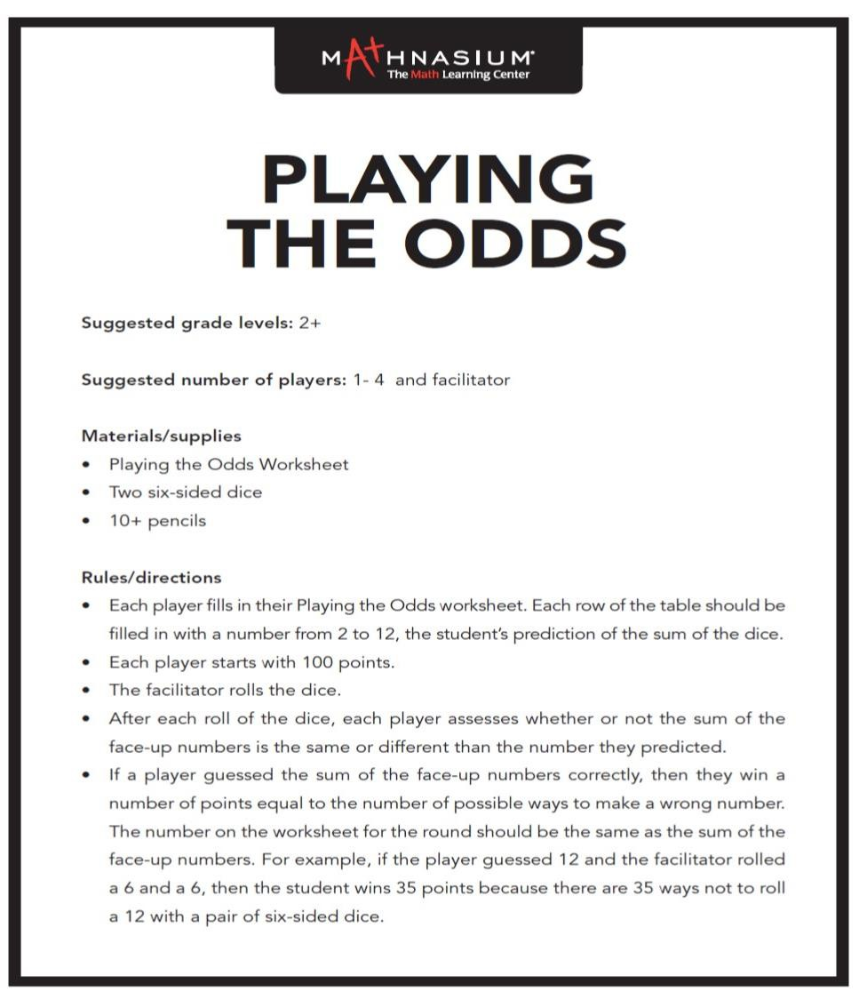 MATHNASIUM®
The Math Learning Center
PLAYING
THE ODDS
Suggested grade levels: 2+
Suggested number of players: 1- 4 and facilitator
Materials/supplies
• Playing the Odds Worksheet
• Two six-sided dice
• 10+ pencils
Rules/directions
• Each player fills in their Playing the Odds worksheet. Each row of the table should be
filled in with a number from 2 to 12, the student’s prediction of the sum of the dice.
• Each player starts with 100 points.
• The facilitator rolls the dice.
• After each roll of the dice, each player assesses whether or not the sum of the
face-up numbers is the same or different than the number they predicted.
• If a player guessed the sum of the face-up numbers correctly, then they win a
number of points equal to the number of possible ways to make a wrong number.
The number on the worksheet for the round should be the same as the sum of the
face-up numbers. For example, if the player guessed 12 and the facilitator rolled
a 6 and a 6, then the student wins 35 points because there are 35 ways not to roll
a 12 with a pair of six-sided dice.